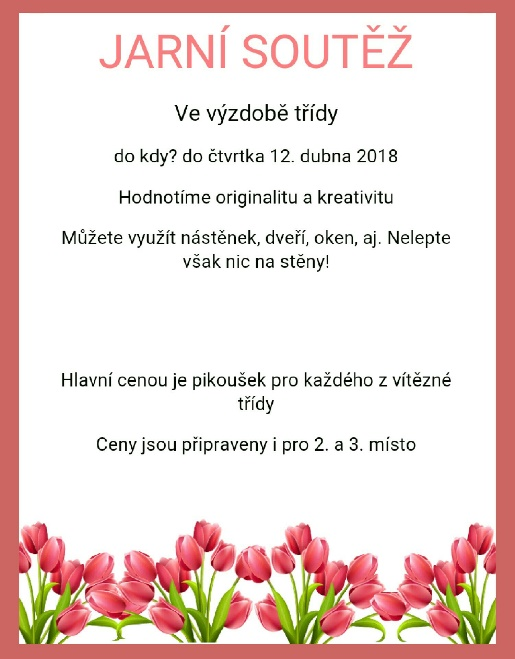 JARNÍ SOUTĚŽ
Ve výzdobě třídy
do kdy? do čtvrtka 12. dubna 2018
Hodnotíme originalitu a kreativitu
Můžete využít nástěnek, dveří, oken, aj. Nelepte
však nic na stěny!
Hlavní cenou je pikoušek pro každého z vítězné
třídy
Ceny jsou připraveny i pro 2. a 3. místo